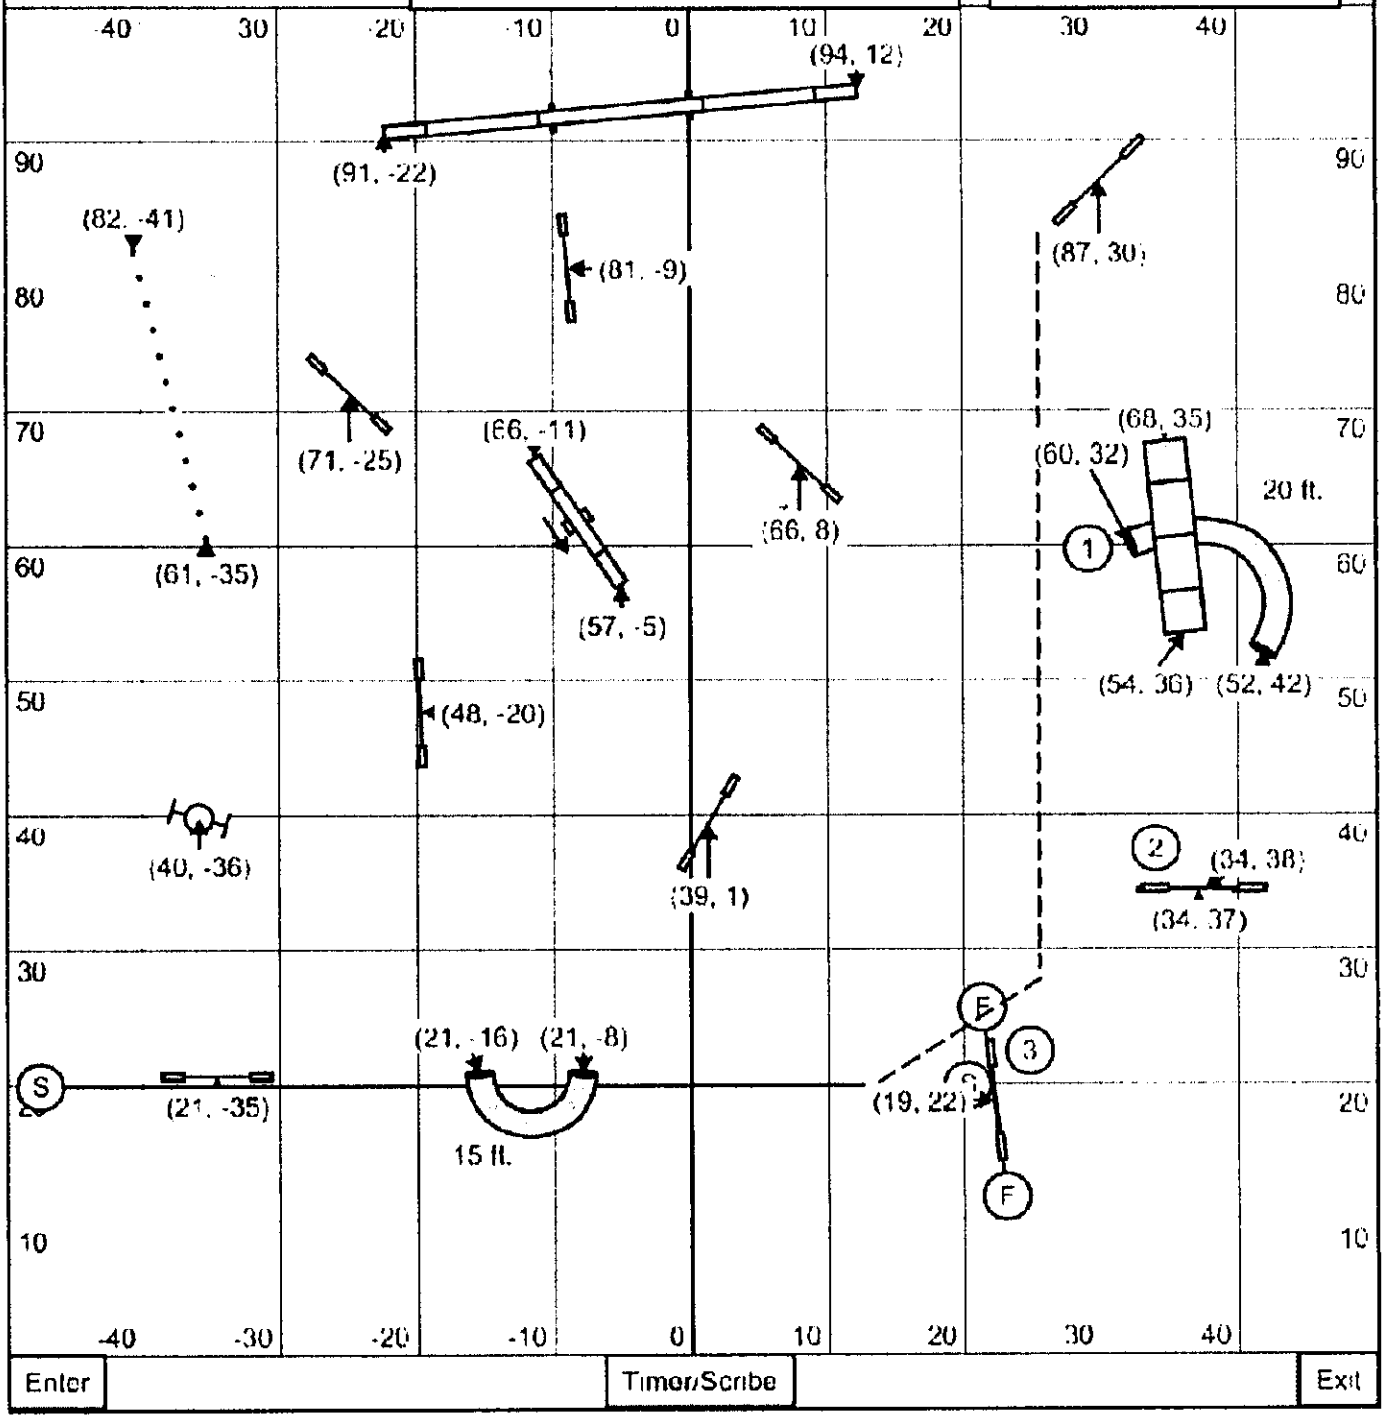 -40 30 -20 -10 0 10 20 30 40
(94, 12)
90 (91, -22) 90
(82. -41) (87, 30)
(81. -9)
80 80
70 (66, -11) (68, 35) 70
(71, -25) (60, 32)
20 ft.
(66, 8)
1
60 (61, -35) 60
(57, -5)
50 (54. 36) (52, 42) 50
(48, -20)
40 2 40
(40, -36) (34, 38)
(39, 1) (34. 37)
30 30
E
(21, -16) (21, -8) 3
S
(21, -35) (19, 22) 20
15 ft.
F
10 10
-40 -30 -20 -10 0 10 20 30 40
Enter Timer/Scribe Exit